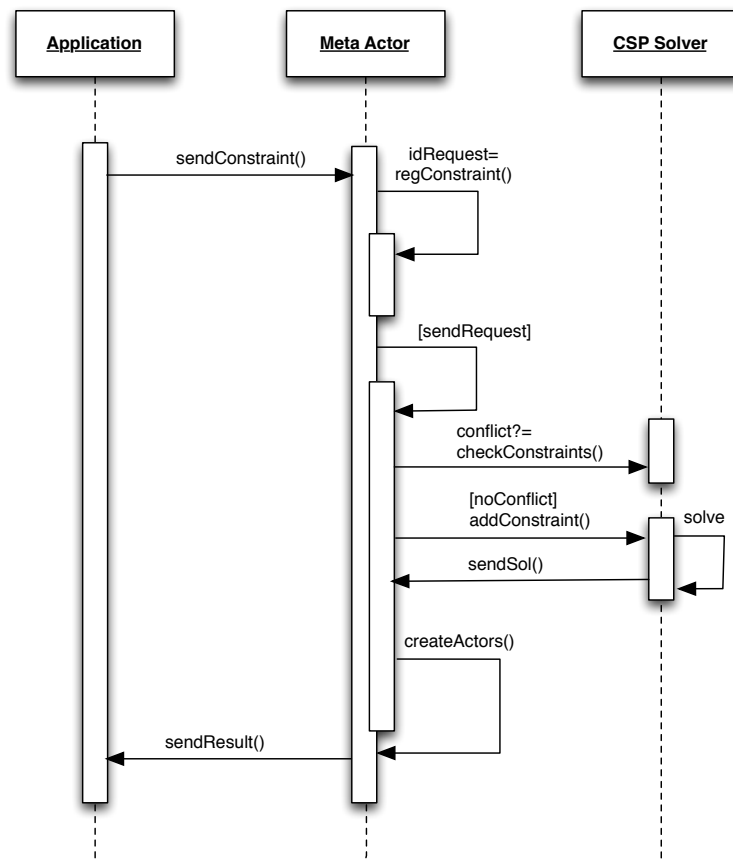 Application
Meta Actor
CSP Solver
sendConstraint()
idRequest=
regConstraint()
[sendRequest]
conflict?=
checkConstraints()
[noConflict]
addConstraint()
solve
sendSol()
createActors()
sendResult()